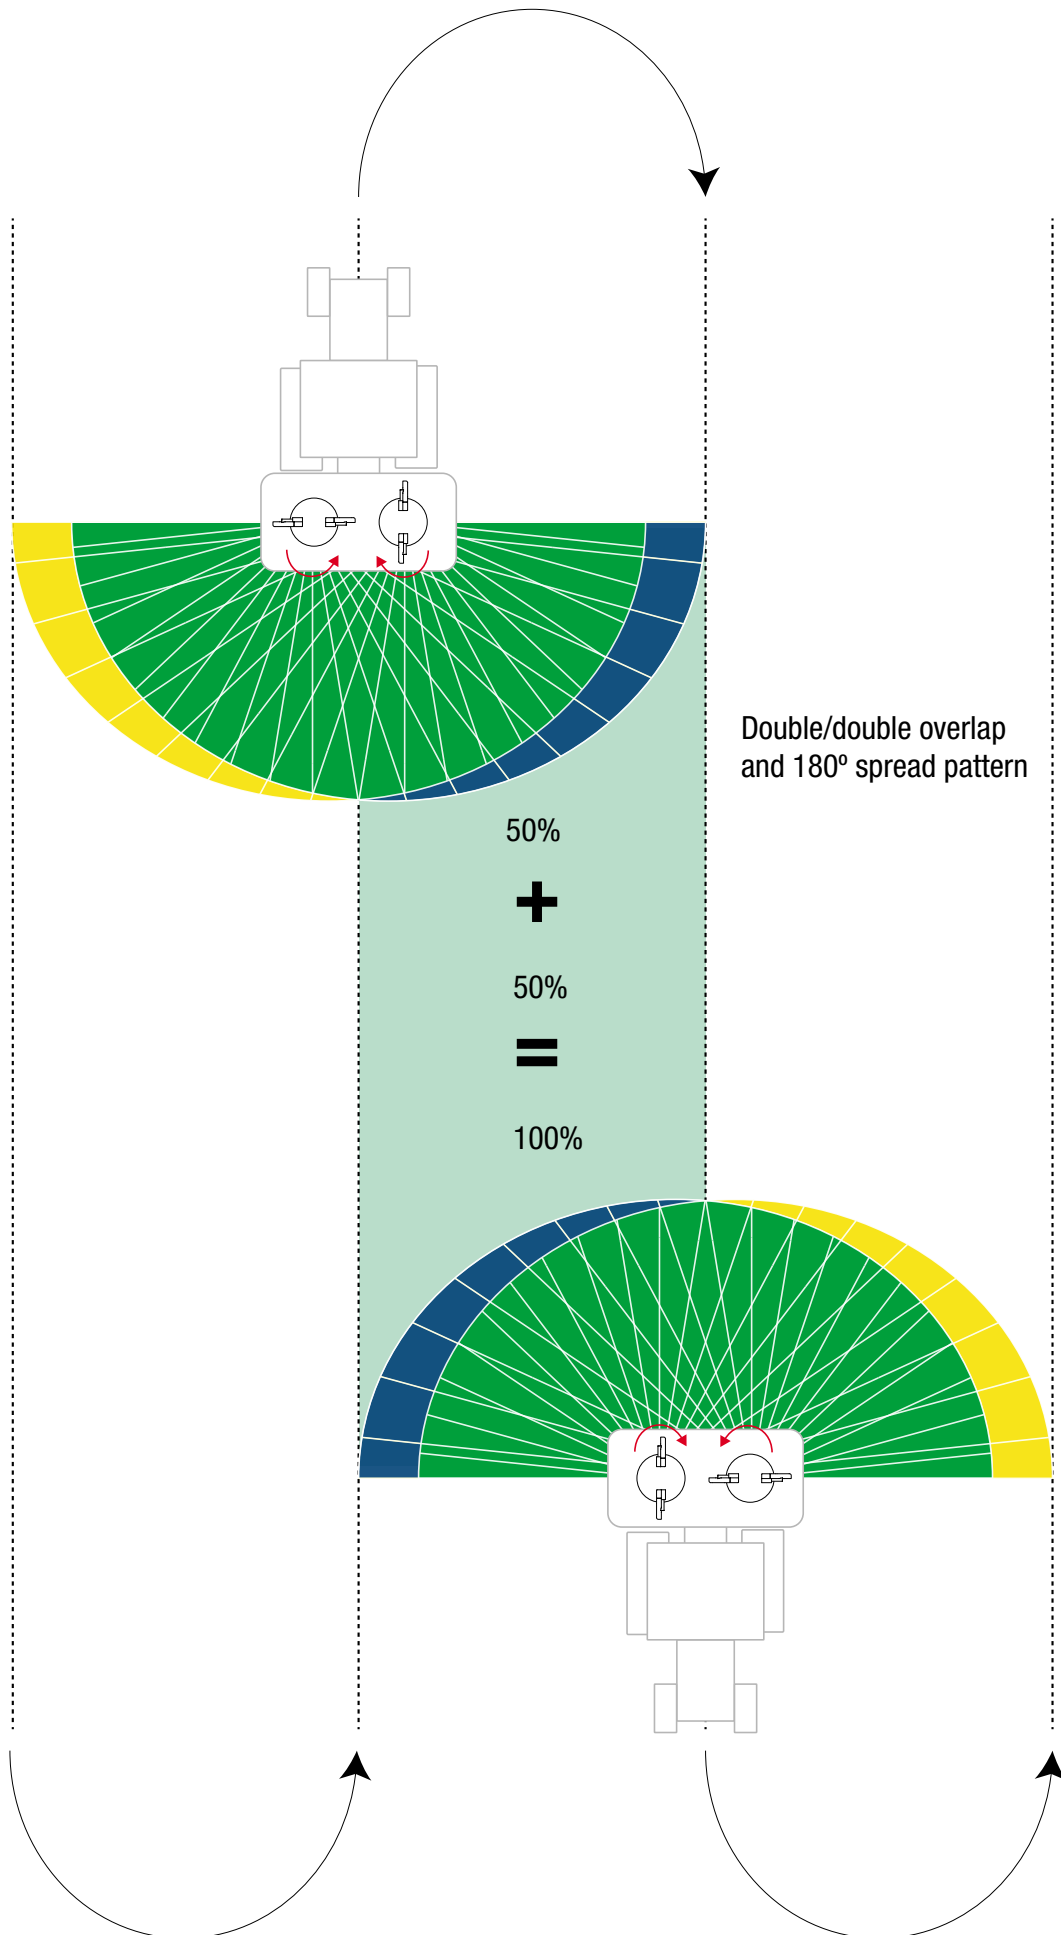 Double/double overlap
and 180º spread pattern
50%
+
50%
=
100%